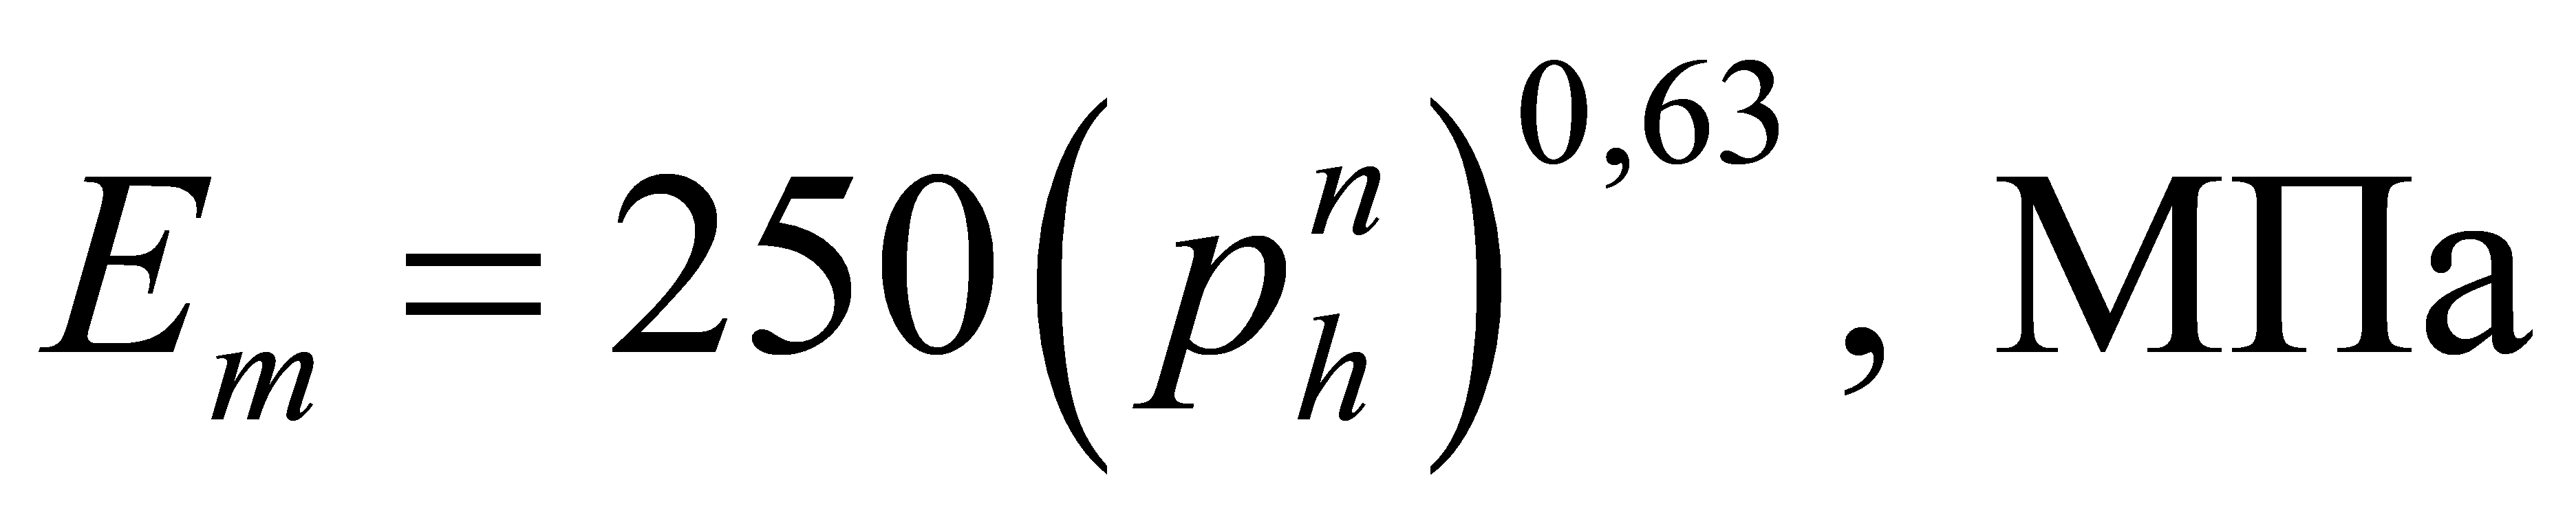 E_m = 250(p_h^n)^{0,63}, МПа